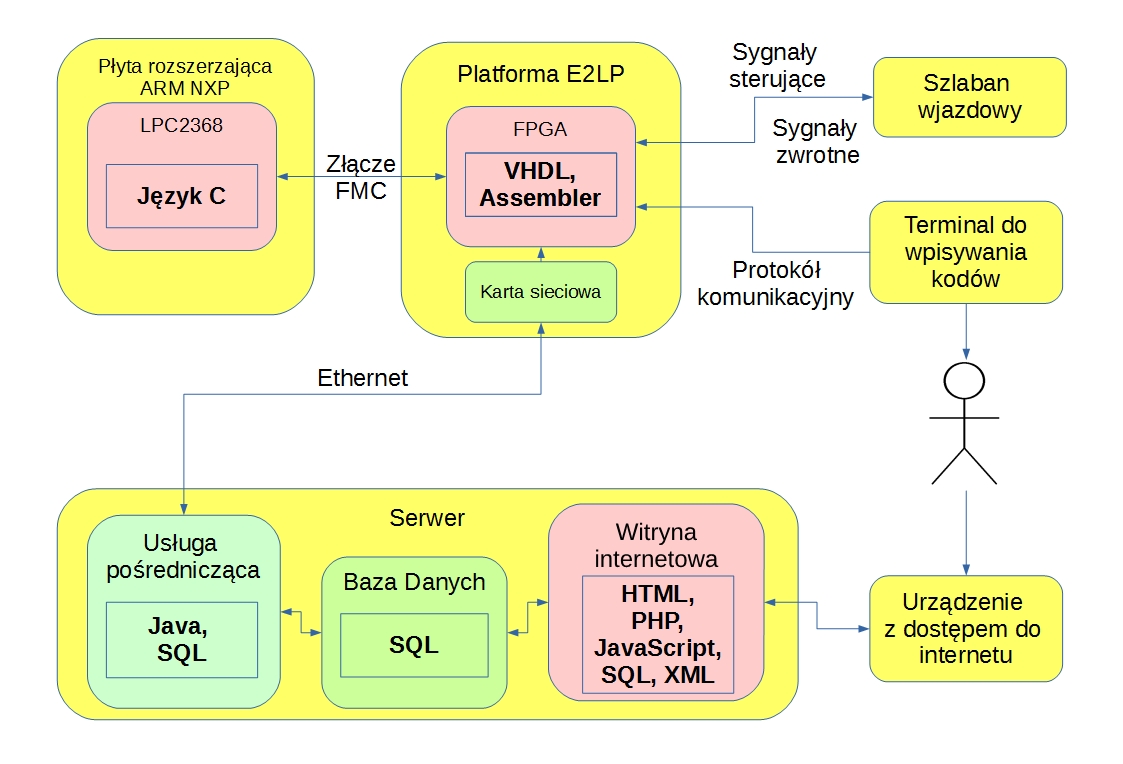 Płyta rozszerzająca
ARM NXP
LPC2368
Język C
Złącze
FMC
Platforma E2LP
FPGA
VHDL,
Assembler
Karta sieciowa
Sygnały
sterujące
Sygnały
zwrotne
Szlaban
wjazdowy
Terminal do
wpisywania
kodów
Protokół
komunikacyjny
Ethernet
Serwer
Usługa
pośrednicząca
Java,
SQL
Baza Danych
SQL
Witryna
internetowa
HTML,
PHP,
JavaScript,
SQL, XML
Urządzenie
z dostępem do
internetu